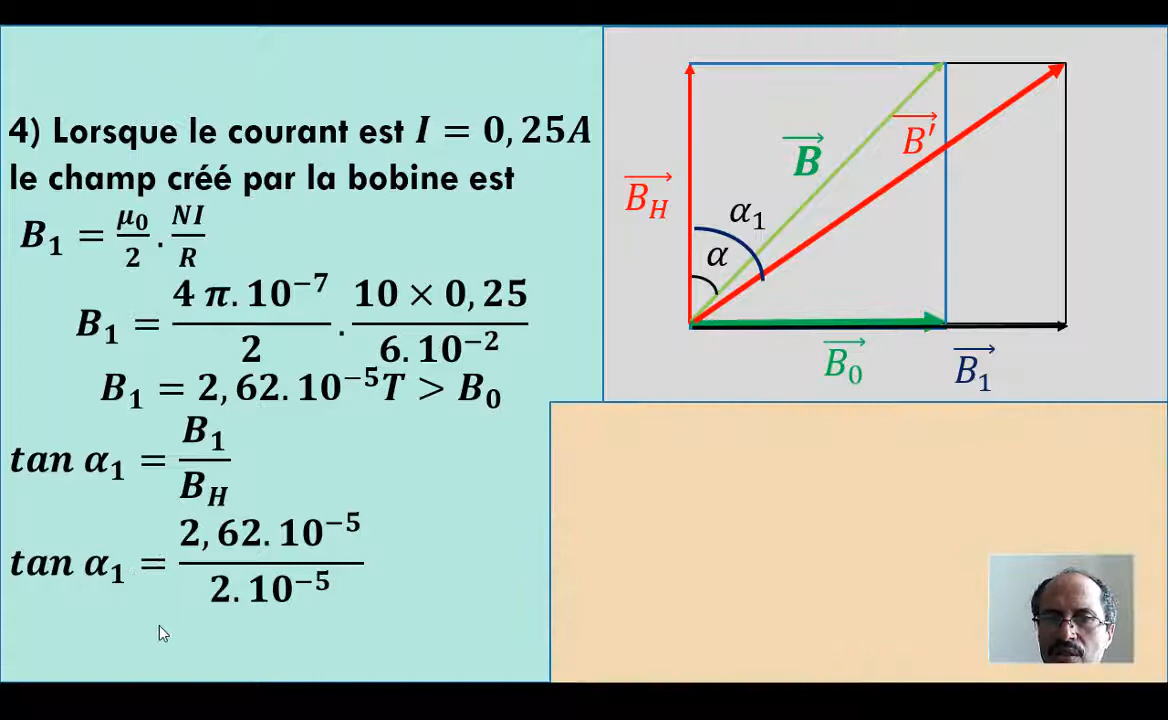 4) Lorsque le courant est I = 0,25A
le champ créé par la bobine est
B₁ = μ₀/2 . NI/R
B₁ = 4 π.10⁻⁷/2 . 10 × 0,25/6.10⁻²
B₁ = 2,62.10⁻⁵T > B₀
tan α₁ = B₁/B_H
tan α₁ = 2,62.10⁻⁵/2.10⁻⁵
B⃗'
B⃗
B⃗_H
α₁
α
B⃗₀
B⃗₁